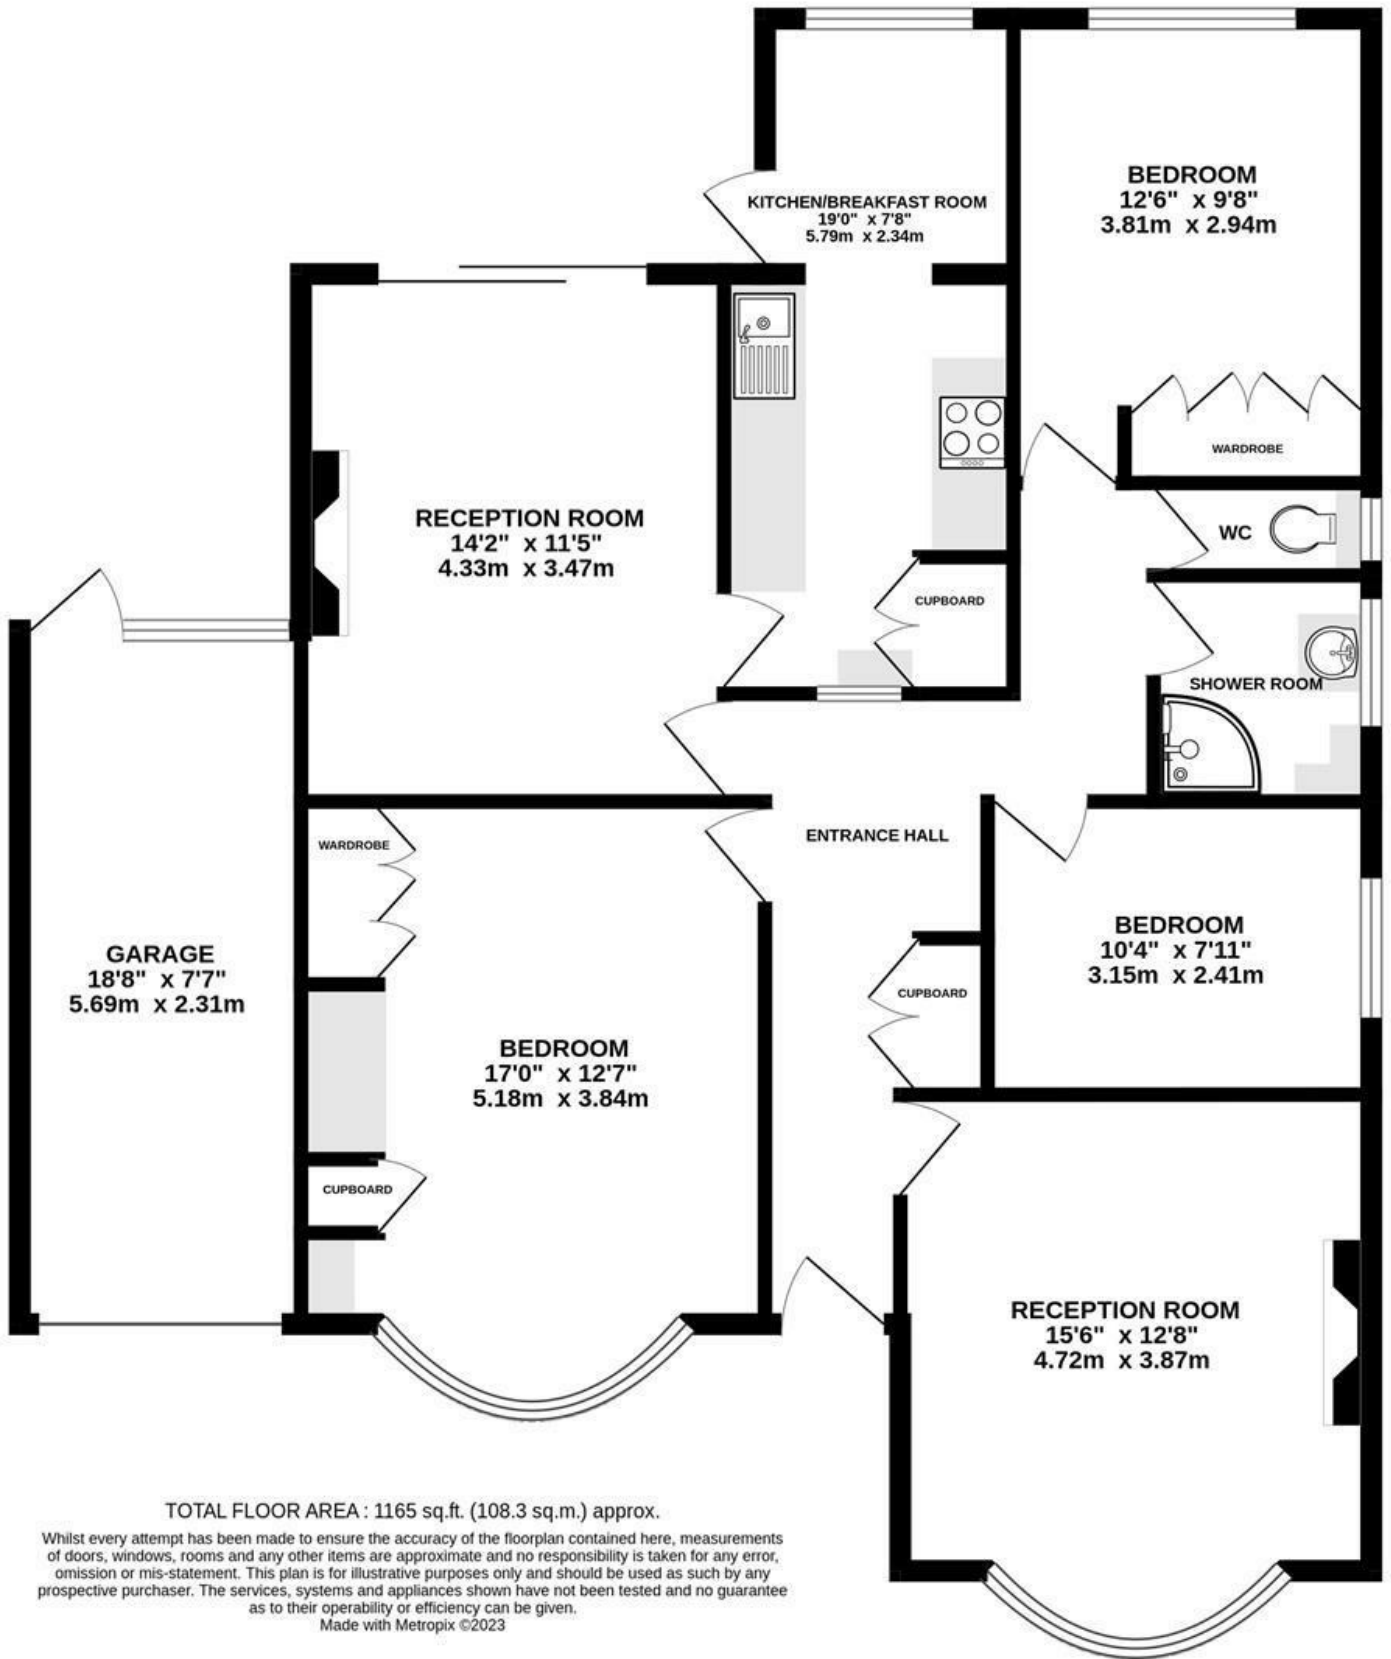 KITCHEN/BREAKFAST ROOM
19'0" x 7'8"
5.79m x 2.34m
BEDROOM
12'6" x 9'8"
3.81m x 2.94m
WARDROBE
RECEPTION ROOM
14'2" x 11'5"
4.33m x 3.47m
WC
CUPBOARD
SHOWER ROOM
WARDROBE
ENTRANCE HALL
GARAGE
18'8" x 7'7"
5.69m x 2.31m
BEDROOM
10'4" x 7'11"
3.15m x 2.41m
CUPBOARD
BEDROOM
17'0" x 12'7"
5.18m x 3.84m
CUPBOARD
RECEPTION ROOM
15'6" x 12'8"
4.72m x 3.87m
TOTAL FLOOR AREA : 1165 sq.ft. (108.3 sq.m.) approx.
Whilst every attempt has been made to ensure the accuracy of the floorplan contained here, measurements
of doors, windows, rooms and any other items are approximate and no responsibility is taken for any error,
omission or mis-statement. This plan is for illustrative purposes only and should be used as such by any
prospective purchaser. The services, systems and appliances shown have not been tested and no guarantee
as to their operability or efficiency can be given.
Made with Metropix ©2023